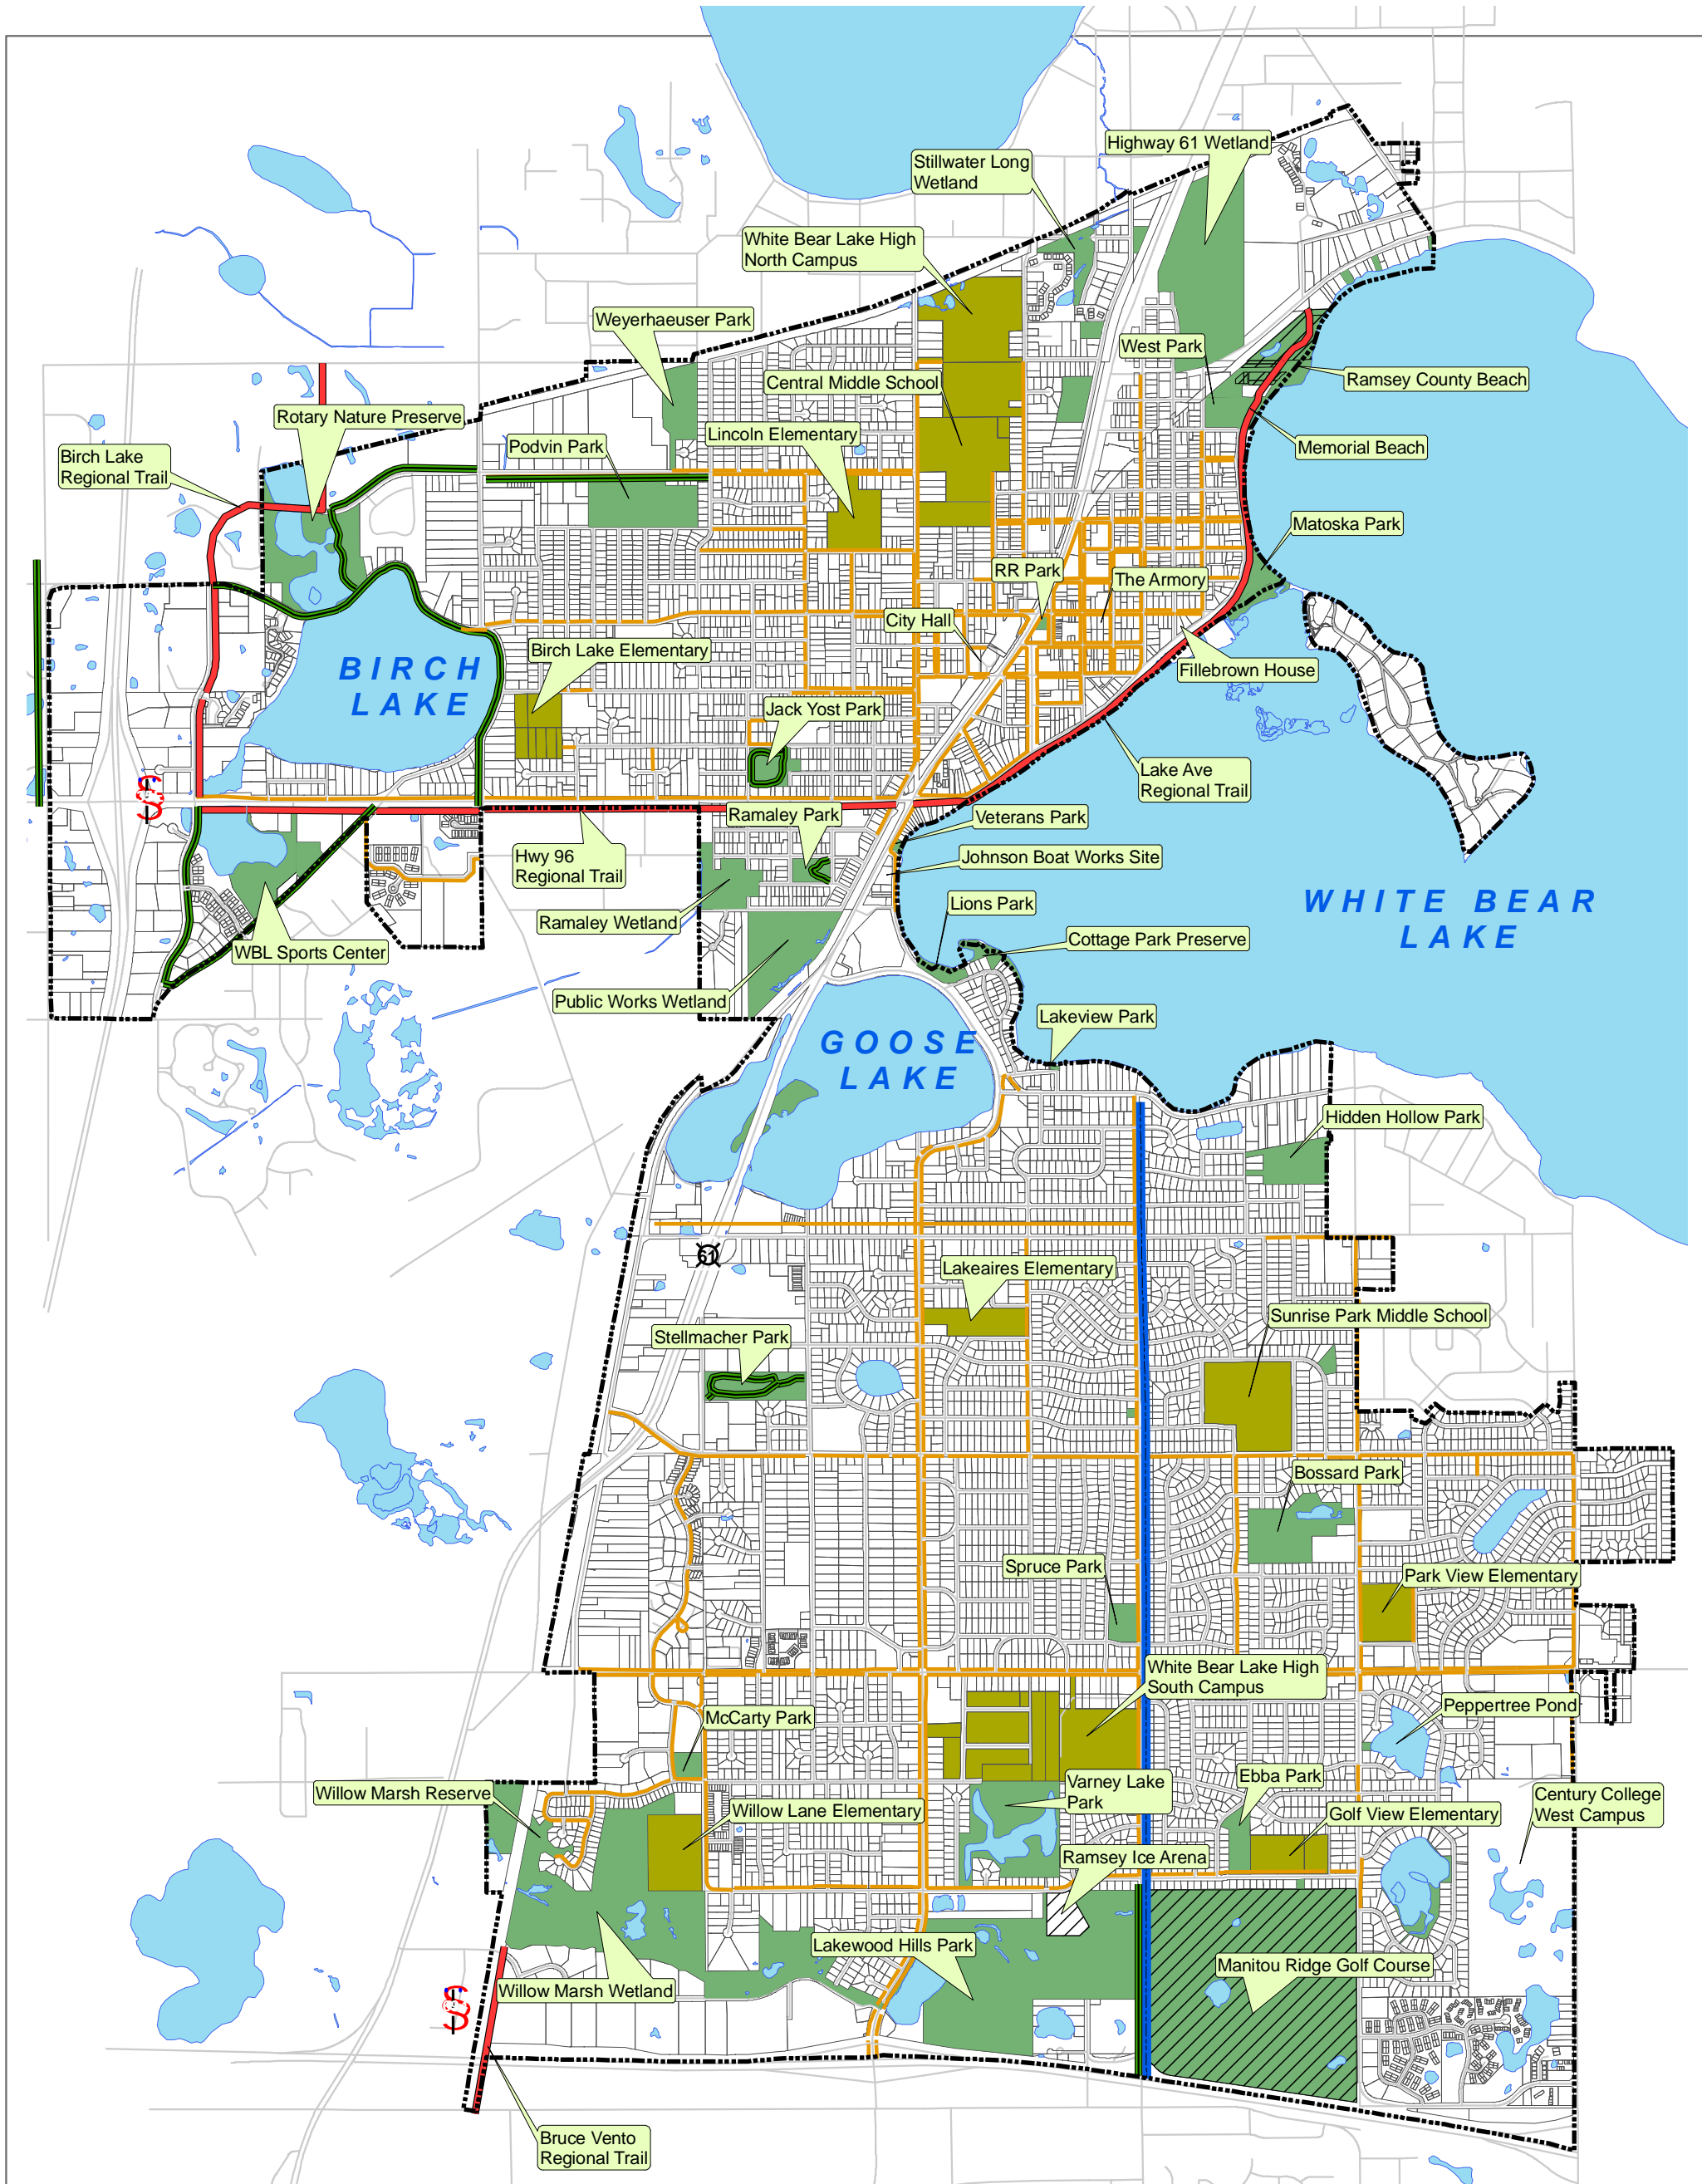 Highway 61 Wetland
Stillwater Long
Wetland
White Bear Lake High
North Campus
Weyerhaeuser Park
West Park
Central Middle School
Ramsey County Beach
Rotary Nature Preserve
Lincoln Elementary
Podvin Park
Memorial Beach
Birch Lake
Regional Trail
Matoska Park
RR Park
The Armory
City Hall
Birch Lake Elementary
Fillebrown House
BIRCH
LAKE
Jack Yost Park
Lake Ave
Regional Trail
Ramaley Park
Veterans Park
Hwy 96
Regional Trail
Johnson Boat Works Site
Lions Park
WHITE BEAR
LAKE
Ramaley Wetland
Cottage Park Preserve
WBL Sports Center
Public Works Wetland
Lakeview Park
GOOSE
LAKE
Hidden Hollow Park
61
Lakeaires Elementary
Sunrise Park Middle School
Stellmacher Park
Bossard Park
Spruce Park
Park View Elementary
White Bear Lake High
South Campus
Peppertree Pond
McCarty Park
Willow Marsh Reserve
Varney Lake
Park
Ebba Park
Century College
West Campus
Willow Lane Elementary
Golf View Elementary
Ramsey Ice Arena
Lakewood Hills Park
Manitou Ridge Golf Course
Willow Marsh Wetland
Bruce Vento
Regional Trail